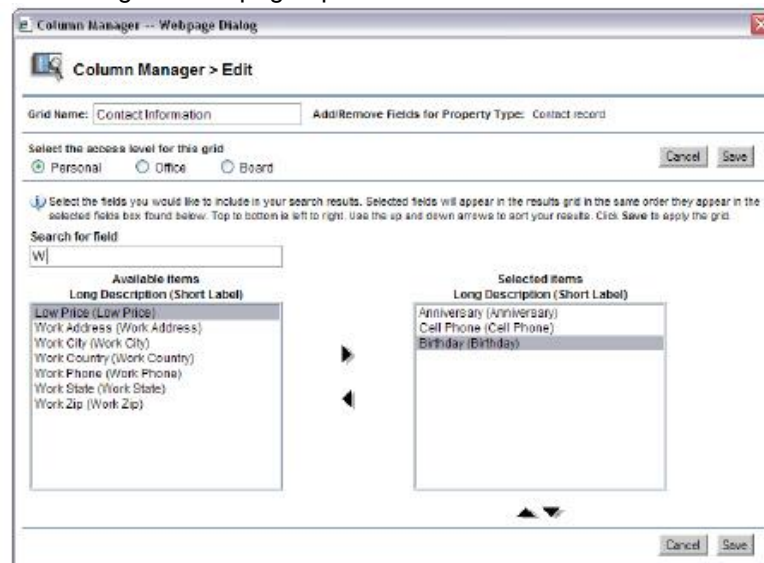 Column Manager -- Webpage Dialog
Column Manager > Edit
Grid Name: Contact Information Add/Remove Fields for Property Type: Contact record
Select the access level for this grid
Personal Office Board Cancel Save
Select the fields you would like to include in your search results. Selected fields will appear in the results grid in the same order they appear in the
selected fields box found below. Top to bottom is left to right. Use the up and down arrows to sort your results. Click Save to apply the grid.
Search for field
W
Available Items
Long Description (Short Label)
Low Price (Low Price)
Work Address (Work Address)
Work City (Work City)
Work Country (Work Country)
Work Phone (Work Phone)
Work State (Work State)
Work Zip (Work Zip)
Selected Items
Long Description (Short Label)
Anniversary (Anniversary)
Cell Phone (Cell Phone)
Birthday (Birthday)
Cancel Save